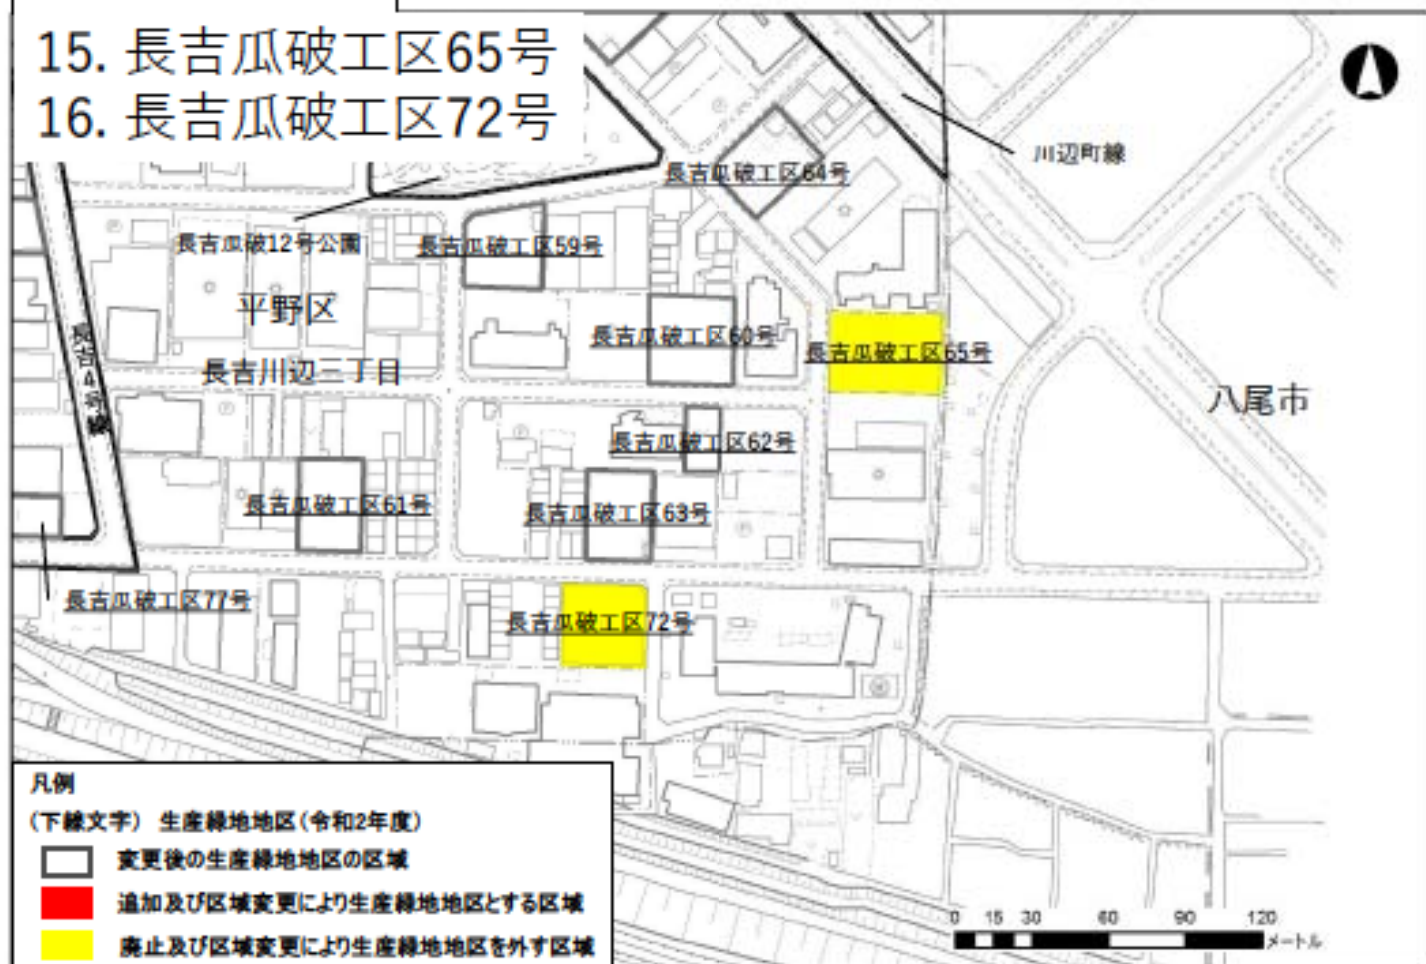 15. 長吉瓜破工区65号
16. 長吉瓜破工区72号
川辺町線
長吉瓜破工区64号
長吉瓜破12号公園
長吉瓜破工区59号
平野区
長吉瓜破工区60号
長吉瓜破工区65号
長吉川辺三丁目
八尾市
長吉瓜破工区62号
長吉瓜破工区61号
長吉瓜破工区63号
長吉瓜破工区77号
長吉瓜破工区72号
凡例
(下線文字) 生産緑地地区(令和2年度)
変更後の生産緑地地区の区域
追加及び区域変更により生産緑地地区とする区域
廃止及び区域変更により生産緑地地区を外す区域
0 15 30 60 90 120
メートル